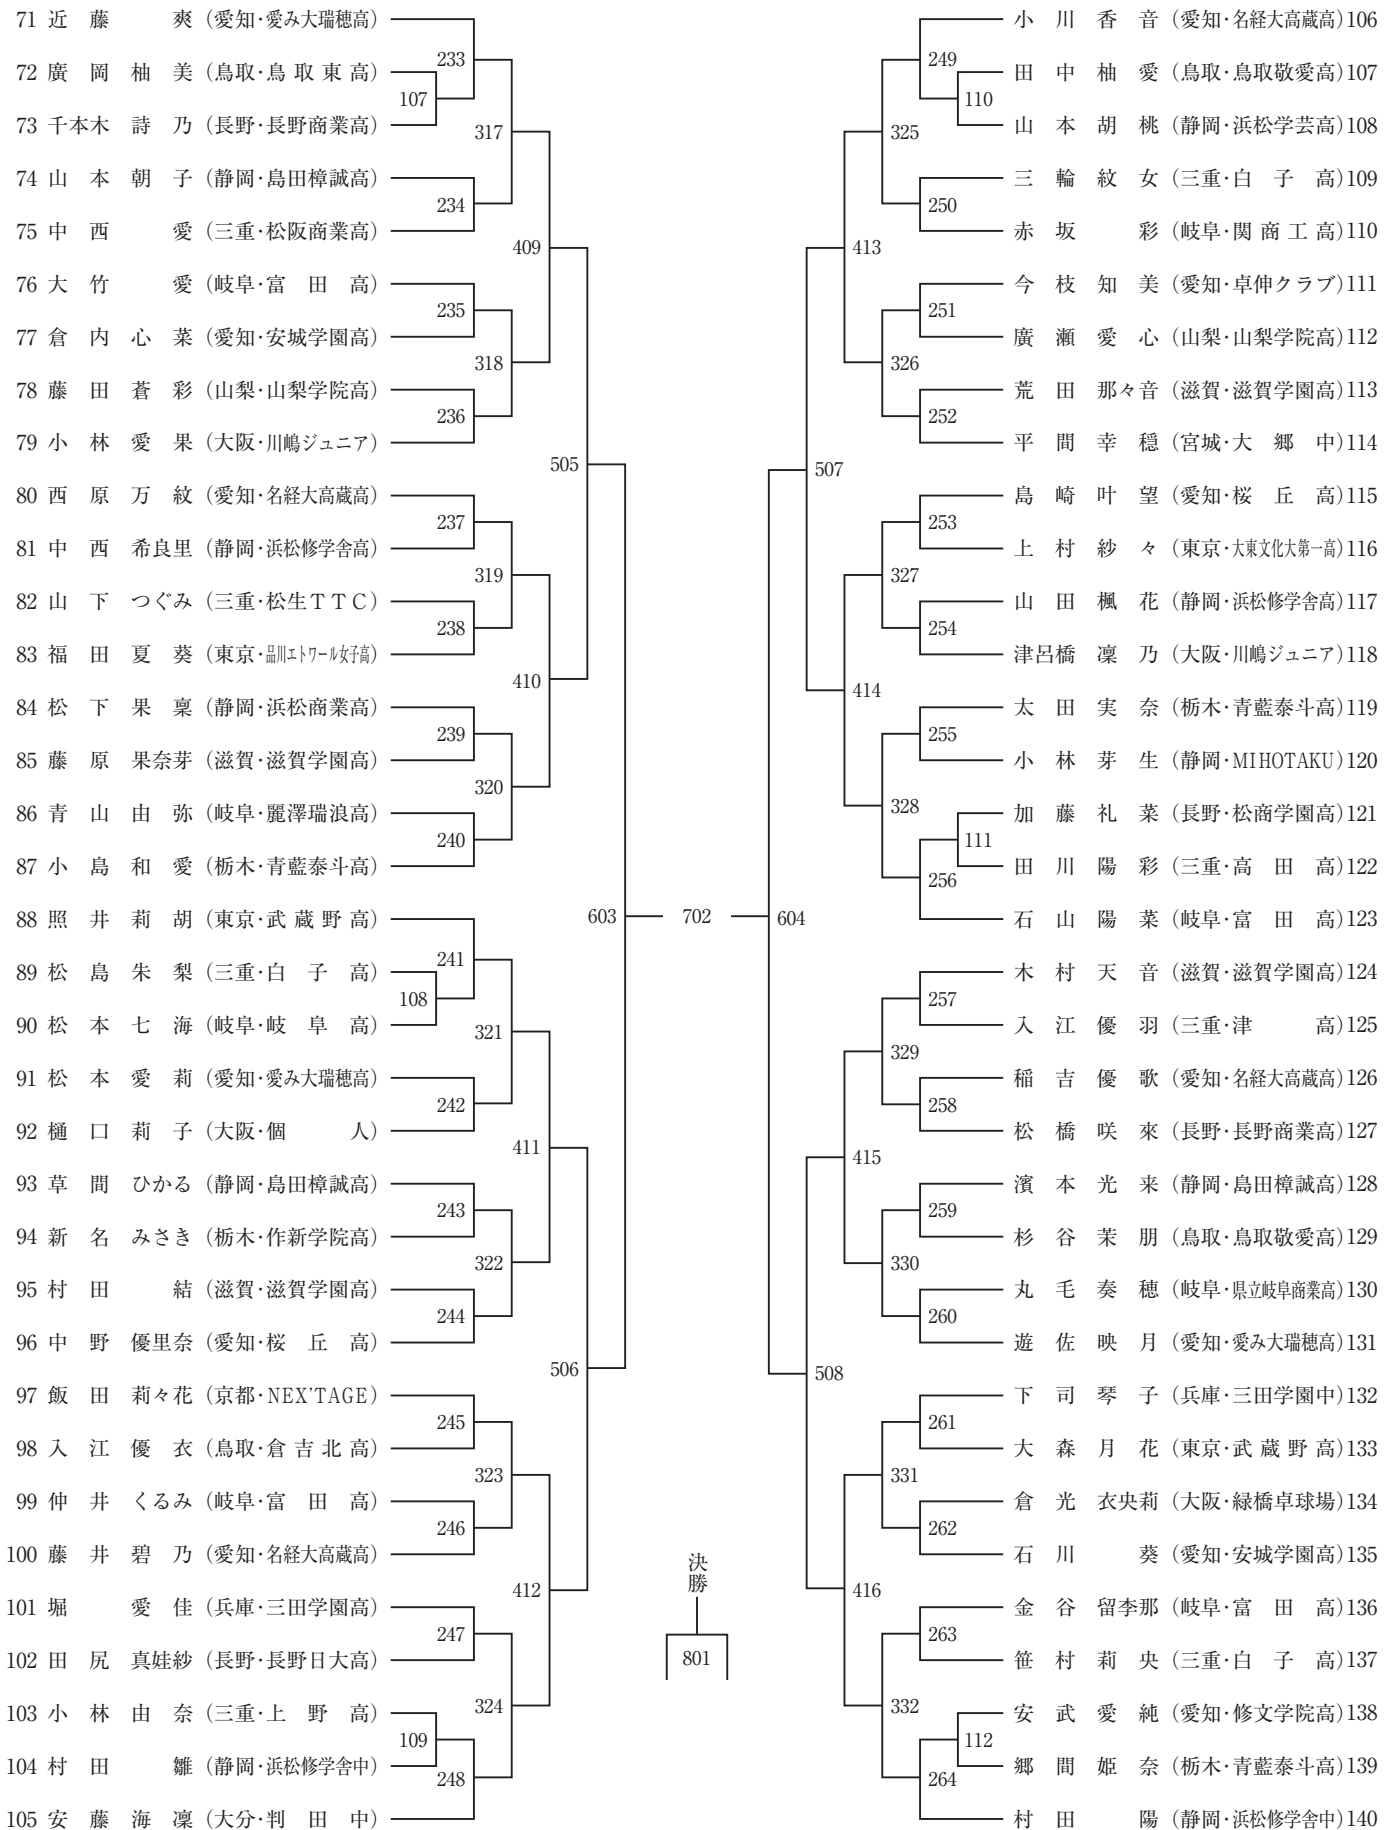 71 近藤 爽 (愛知·愛み大瑞穂高)
72 廣岡柚美 (鳥取·鳥取東高)
73 千本木詩乃 (長野·長野商業高)
74 山本朝子 (静岡·島田樟誠高)
75 中西 愛 (三重·松阪商業高)
76 大竹 愛 (岐阜·富田高)
77 倉内心菜 (愛知·安城学園高)
78 藤田蒼彩 (山梨·山梨学院高)
79 小林愛果 (大阪·川嶋ジュニア)
80 西原万紋 (愛知·名経大高蔵高)
81 中西希良里 (静岡·浜松修学舎高)
82 山下つぐみ (三重·松生TTC)
83 福田夏葵 (東京·品川エトワール女子高)
84 松下果稟 (静岡·浜松商業高)
85 藤原果奈芽 (滋賀·滋賀学園高)
86 青山由弥 (岐阜·麗澤瑞浪高)
87 小島和愛 (栃木·青藍泰斗高)
88 照井莉胡 (東京·武蔵野高)
89 松島朱梨 (三重·白子高)
90 松本七海 (岐阜·岐阜高)
91 松本愛莉 (愛知·愛み大瑞穂高)
92 樋口莉子 (大阪·個人)
93 草間ひかる (静岡·島田樟誠高)
94 新名みさき (栃木·作新学院高)
95 村田 結 (滋賀·滋賀学園高)
96 中野優里奈 (愛知·桜丘高)
97 飯田莉々花 (京都·NEX'TAGE)
98 入江優衣 (鳥取·倉吉北高)
99 仲井くるみ (岐阜·富田高)
100 藤井碧乃 (愛知·名経大高蔵高)
101 堀 愛佳 (兵庫·三田学園高)
102 田尻真娃紗 (長野·長野日大高)
103 小林由奈 (三重·上野高)
104 村田 雛 (静岡·浜松修学舎中)
105 安藤海凜 (大分·判田中)
107
108
109
233
234
235
236
237
238
239
240
241
242
243
244
245
246
247
248
317
318
319
320
321
322
323
324
409
410
411
412
505
506
603
702
604
決勝
801
507
508
413
414
415
416
325
326
327
328
329
330
331
332
249
250
251
252
253
254
255
256
257
258
259
260
261
262
263
264
110
111
112
小川香音 (愛知·名経大高蔵高)106
田中柚愛 (鳥取·鳥取敬愛高)107
山本胡桃 (静岡·浜松学芸高)108
三輪紋女 (三重·白子高)109
赤坂 彩 (岐阜·関商工高)110
今枝知美 (愛知·卓伸クラブ)111
廣瀬愛心 (山梨·山梨学院高)112
荒田那々音 (滋賀·滋賀学園高)113
平間幸穏 (宮城·大郷中)114
島崎叶望 (愛知·桜丘高)115
上村紗々 (東京·大東文化大第一高)116
山田楓花 (静岡·浜松修学舎高)117
津呂橋凜乃 (大阪·川嶋ジュニア)118
太田実奈 (栃木·青藍泰斗高)119
小林芽生 (静岡·MIHOTAKU)120
加藤礼菜 (長野·松商学園高)121
田川陽彩 (三重·高田高)122
石山陽菜 (岐阜·富田高)123
木村天音 (滋賀·滋賀学園高)124
入江優羽 (三重·津高)125
稲吉優歌 (愛知·名経大高蔵高)126
松橋咲來 (長野·長野商業高)127
濱本光来 (静岡·島田樟誠高)128
杉谷茉朋 (鳥取·鳥取敬愛高)129
丸毛奏穂 (岐阜·県立岐阜商業高)130
遊佐映月 (愛知·愛み大瑞穂高)131
下司琴子 (兵庫·三田学園中)132
大森月花 (東京·武蔵野高)133
倉光衣央莉 (大阪·緑橋卓球場)134
石川 葵 (愛知·安城学園高)135
金谷留李那 (岐阜·富田高)136
笹村莉央 (三重·白子高)137
安武愛純 (愛知·修文学院高)138
郷間姫奈 (栃木·青藍泰斗高)139
村田 陽 (静岡·浜松修学舎中)140